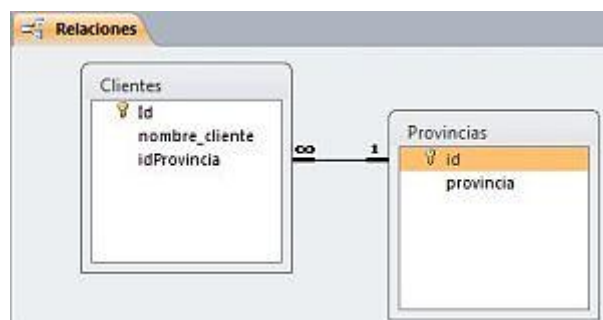 Relaciones
Clientes
Id
nombre_cliente
idProvincia
∞ 1
Provincias
id
provincia